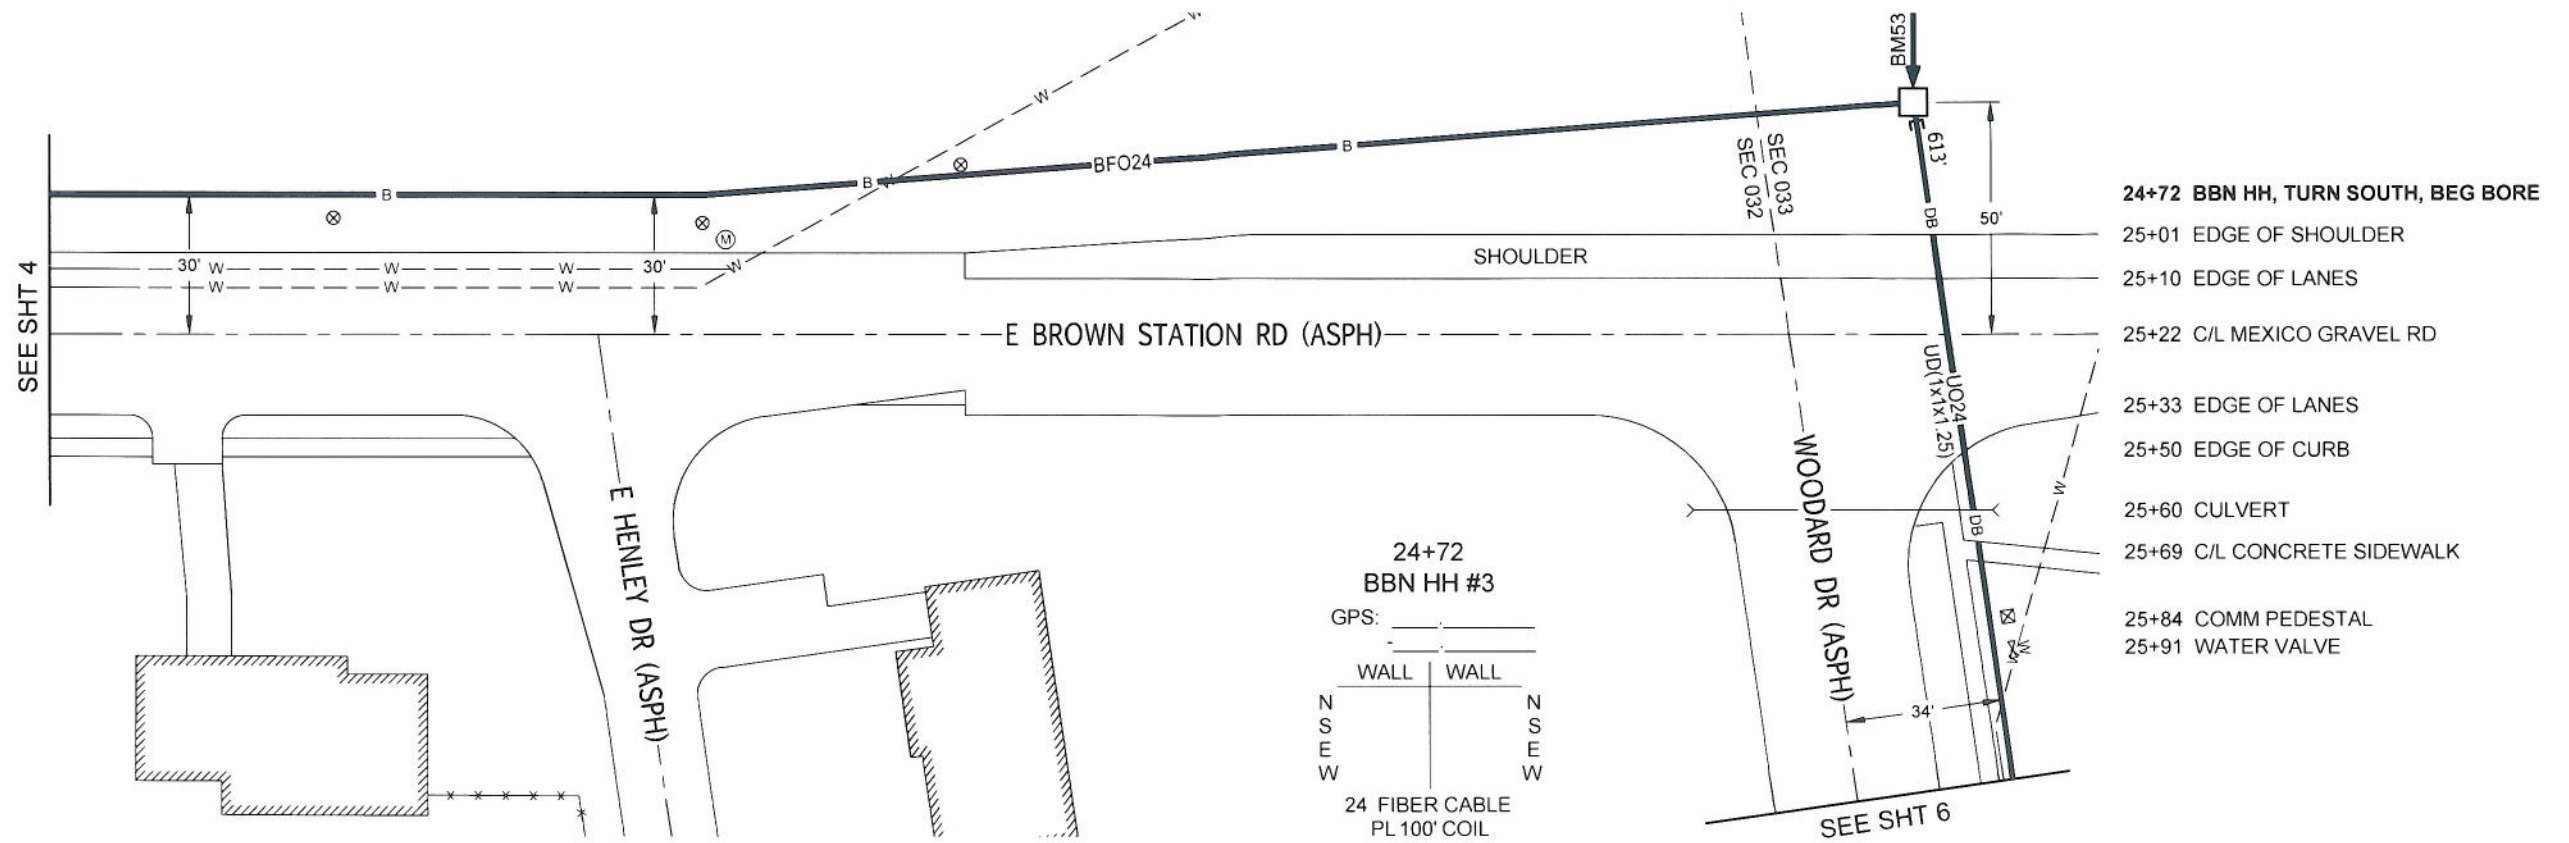 W
BM53
W
SEE SHT 4
B
30'
W
W
W
W
W
W
30'
W
M
B
W
BFO24
B
SEC 033
SEC 032
613'
DB
50'
SHOULDER
E BROWN STATION RD (ASPH)
UO24
UD(1x1x1.25)
DB
W
W
E HENLEY DR (ASPH)
WOODARD DR (ASPH)
34'
SEE SHT 6
24+72
BBN HH #3
GPS:
WALL WALL
N N
S S
E E
W W
24 FIBER CABLE
PL 100' COIL
24+72 BBN HH, TURN SOUTH, BEG BORE
25+01 EDGE OF SHOULDER
25+10 EDGE OF LANES
25+22 C/L MEXICO GRAVEL RD
25+33 EDGE OF LANES
25+50 EDGE OF CURB
25+60 CULVERT
25+69 C/L CONCRETE SIDEWALK
25+84 COMM PEDESTAL
25+91 WATER VALVE